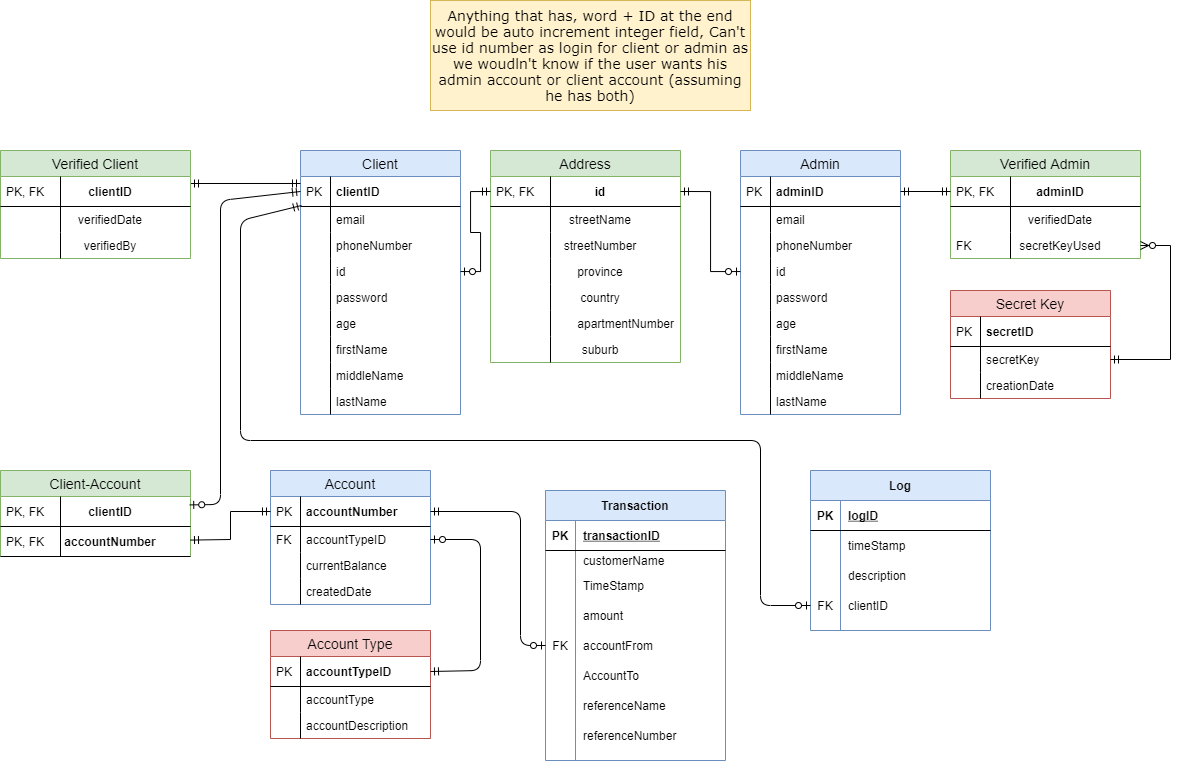 Anything that has, word + ID at the end
would be auto increment integer field, Can't
use id number as login for client or admin as
we woudln't know if the user wants his
admin account or client account (assuming
he has both)
Verified Client
PK, FK clientID
verifiedDate
verifiedBy
Client
PK clientID
email
phoneNumber
id
password
age
firstName
middleName
lastName
Address
PK, FK id
streetName
streetNumber
province
country
apartmentNumber
suburb
Admin
PK adminID
email
phoneNumber
id
password
age
firstName
middleName
lastName
Verified Admin
PK, FK adminID
verifiedDate
FK secretKeyUsed
Secret Key
PK secretID
secretKey
creationDate
Client-Account
PK, FK clientID
PK, FK accountNumber
Account
PK accountNumber
FK accountTypeID
currentBalance
createdDate
Account Type
PK accountTypeID
accountType
accountDescription
Transaction
PK transactionID
customerName
TimeStamp
amount
FK accountFrom
AccountTo
referenceName
referenceNumber
Log
PK logID
timeStamp
description
FK clientID